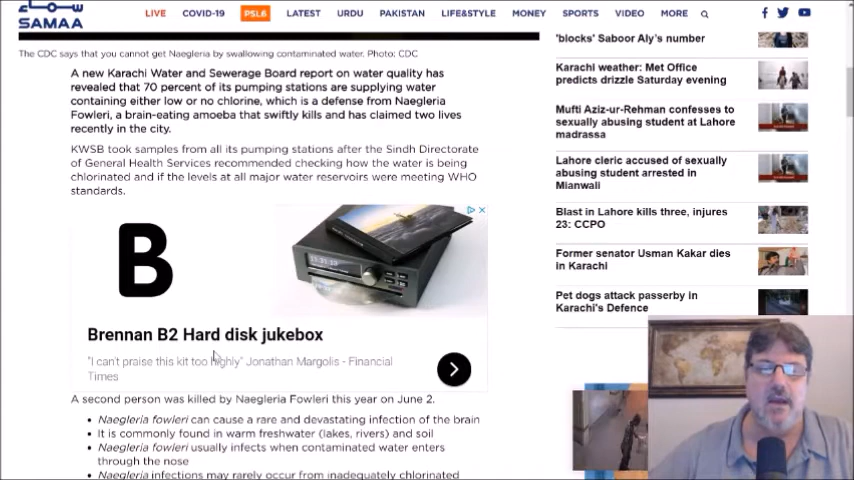 SAMAA
LIVE COVID-19 PSL6 LATEST URDU PAKISTAN LIFE&STYLE MONEY SPORTS VIDEO MORE
The CDC says that you cannot get Naegleria by swallowing contaminated water. Photo: CDC
A new Karachi Water and Sewerage Board report on water quality has
revealed that 70 percent of its pumping stations are supplying water
containing either low or no chlorine, which is a defense from Naegleria
Fowleri, a brain-eating amoeba that swiftly kills and has claimed two lives
recently in the city.
KWSB took samples from all its pumping stations after the Sindh Directorate
of General Health Services recommended checking how the water is being
chlorinated and if the levels at all major water reservoirs were meeting WHO
standards.
B
Brennan B2 Hard disk jukebox
"I can't praise this kit too highly" Jonathan Margolis - Financial
Times
A second person was killed by Naegleria Fowleri this year on June 2.
• Naegleria fowleri can cause a rare and devastating infection of the brain
• It is commonly found in warm freshwater (lakes, rivers) and soil
• Naegleria fowleri usually infects when contaminated water enters
through the nose
• Naegleria infections may rarely occur from inadequately chlorinated
'blocks' Saboor Aly's number
Karachi weather: Met Office
predicts drizzle Saturday evening
Mufti Aziz-ur-Rehman confesses to
sexually abusing student at Lahore
madrassa
Lahore cleric accused of sexually
abusing student arrested in
Mianwali
Blast in Lahore kills three, injures
23: CCPO
Former senator Usman Kakar dies
in Karachi
Pet dogs attack passerby in
Karachi's Defence